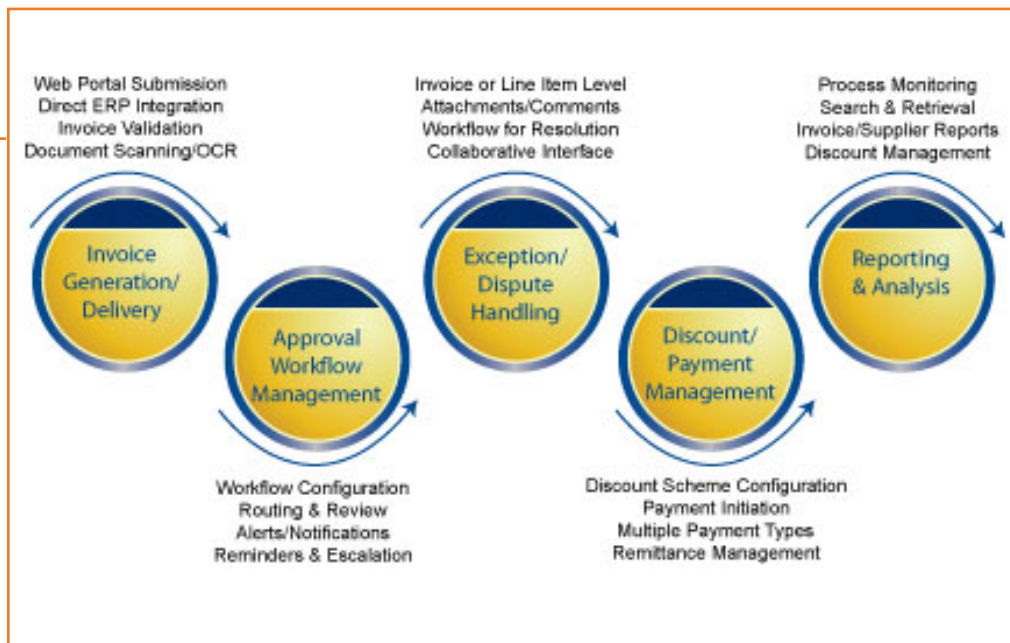 Web Portal Submission
Direct ERP Integration
Invoice Validation
Document Scanning/OCR
Invoice
Generation/
Delivery
Approval
Workflow
Management
Workflow Configuration
Routing & Review
Alerts/Notifications
Reminders & Escalation
Invoice or Line Item Level
Attachments/Comments
Workflow for Resolution
Collaborative Interface
Exception/
Dispute
Handling
Discount/
Payment
Management
Discount Scheme Configuration
Payment Initiation
Multiple Payment Types
Remittance Management
Process Monitoring
Search & Retrieval
Invoice/Supplier Reports
Discount Management
Reporting
& Analysis